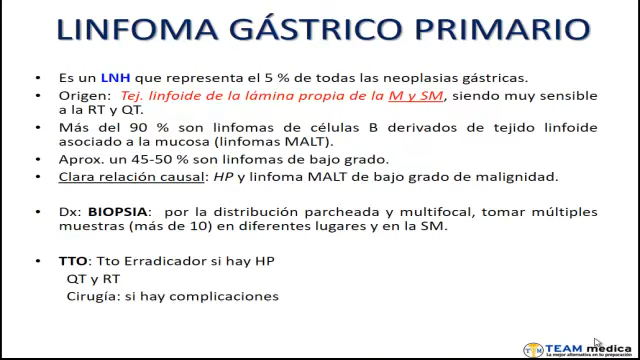 LINFOMA GÁSTRICO PRIMARIO
• Es un LNH que representa el 5 % de todas las neoplasias gástricas.
• Origen: Tej. linfoide de la lámina propia de la M y SM, siendo muy sensible
a la RT y QT.
• Más del 90 % son linfomas de células B derivados de tejido linfoide
asociado a la mucosa (linfomas MALT).
• Aprox. un 45-50 % son linfomas de bajo grado.
• Clara relación causal: HP y linfoma MALT de bajo grado de malignidad.
• Dx: BIOPSIA: por la distribución parcheada y multifocal, tomar múltiples
muestras (más de 10) en diferentes lugares y en la SM.
• TTO: Tto Erradicador si hay HP
QT y RT
Cirugía: si hay complicaciones
TEAM medica
La mejor alternativa en tu preparación